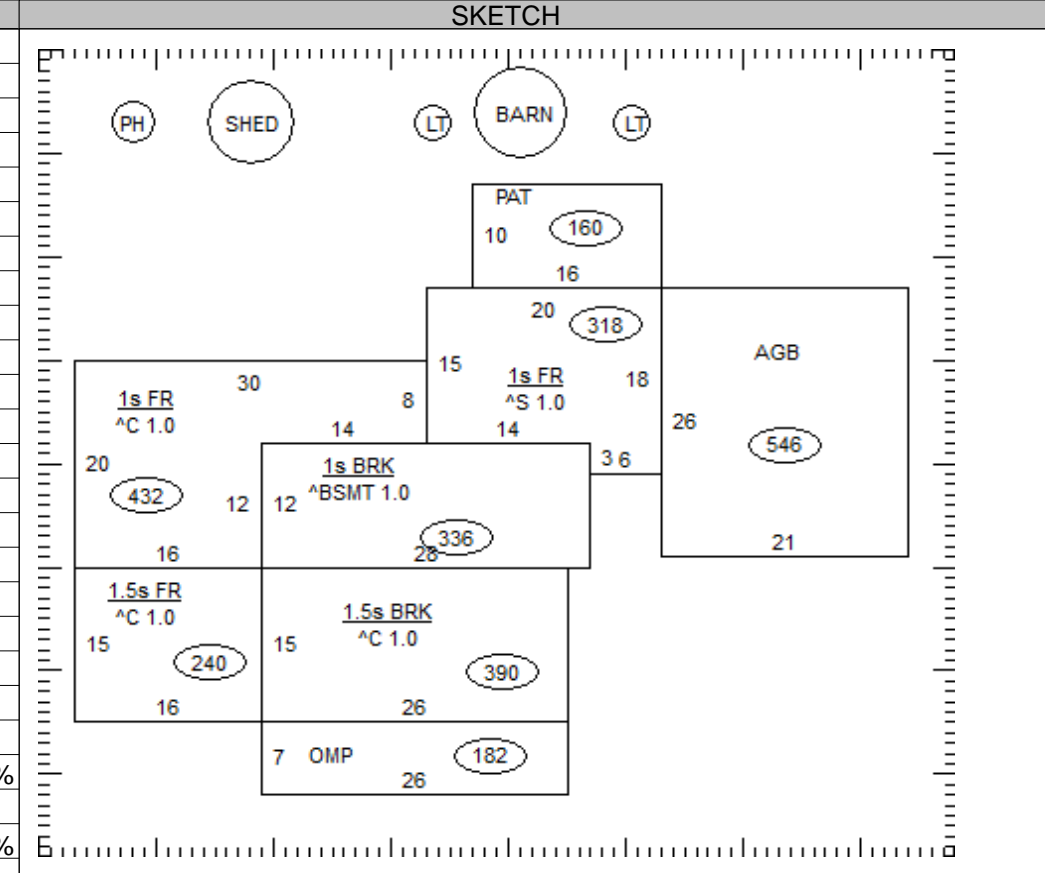 SKETCH
PH
SHED
LT
BARN
LT
PAT
10
160
16
20
318
AGB
15
1s FR
^S 1.0
18
26
546
21
14
3 6
30
1s FR
^C 1.0
8
14
20
432
12
16
1s BRK
^BSMT 1.0
12
336
28
1.5s FR
^C 1.0
15
240
16
1.5s BRK
^C 1.0
15
390
26
7 OMP
182
26
%
%